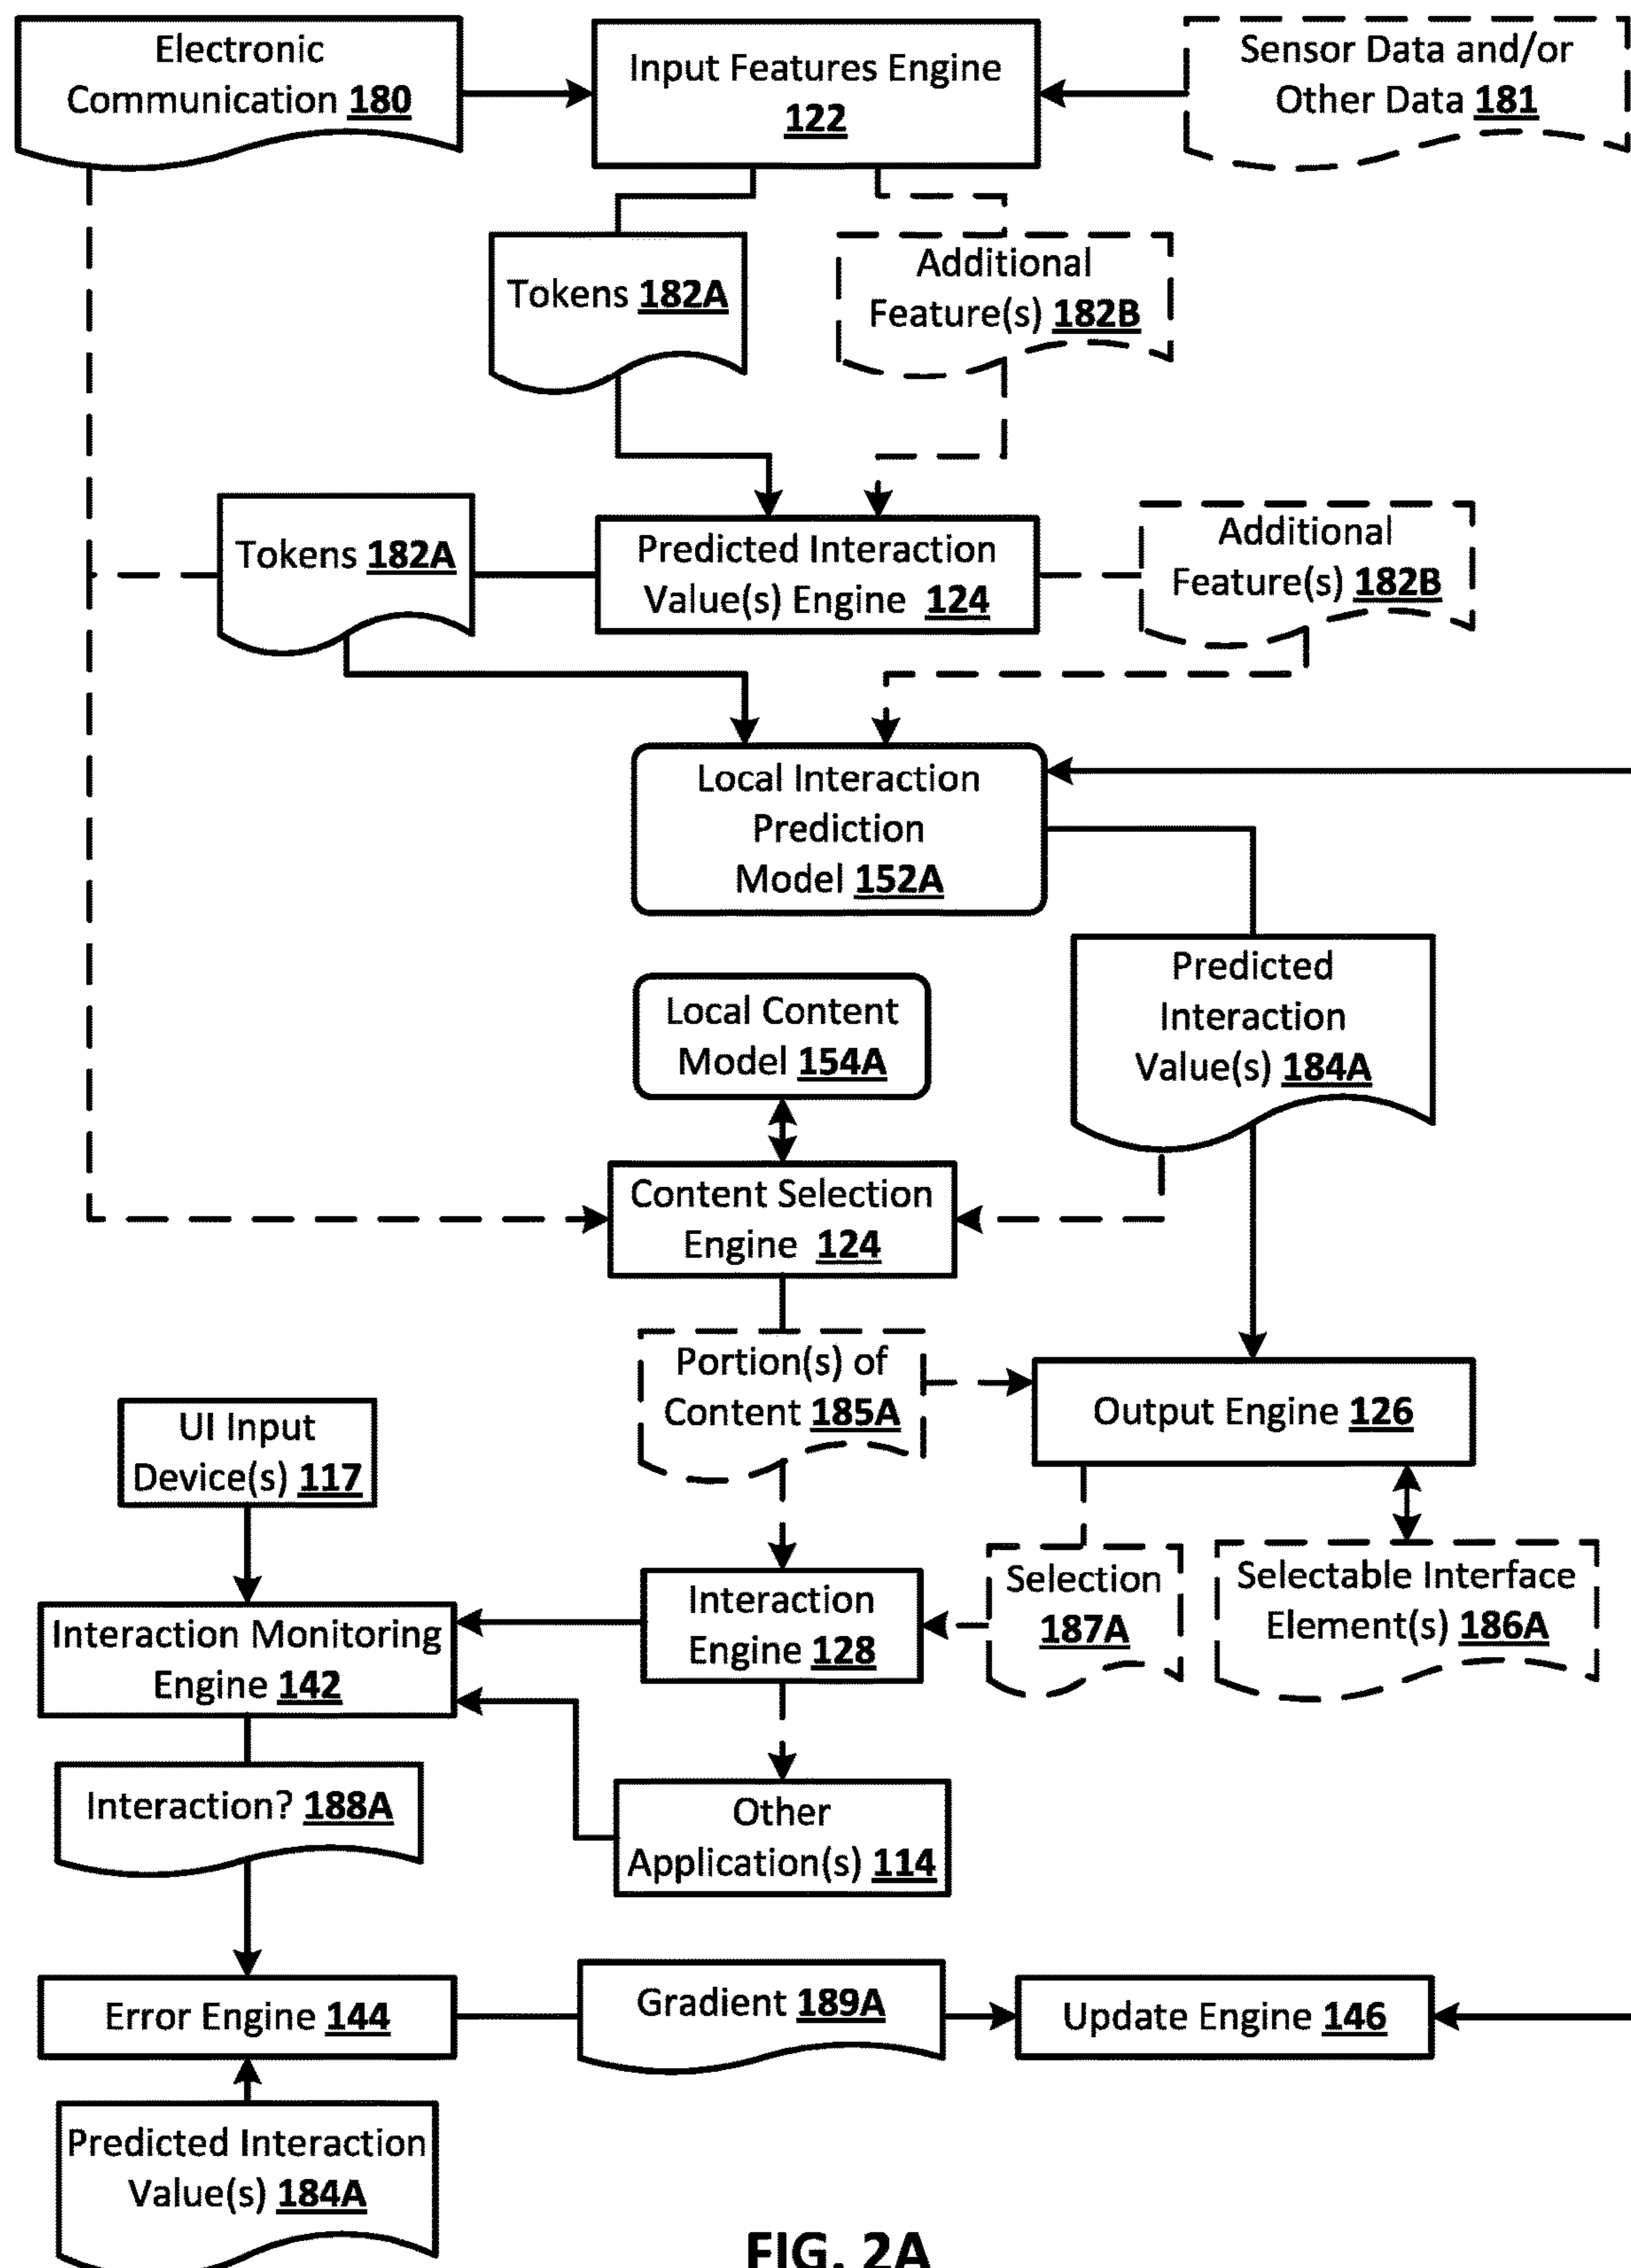 Electronic
Communication 180
Input Features Engine
122
Sensor Data and/or
Other Data 181
Tokens 182A
Additional
Feature(s) 182B
Tokens 182A
Predicted Interaction
Value(s) Engine 124
Additional
Feature(s) 182B
Local Interaction
Prediction
Model 152A
Predicted
Interaction
Value(s) 184A
Local Content
Model 154A
Content Selection
Engine 124
Portion(s) of
Content 185A
Output Engine 126
UI Input
Device(s) 117
Interaction
Engine 128
Selection
187A
Selectable Interface
Element(s) 186A
Interaction Monitoring
Engine 142
Interaction? 188A
Other
Application(s) 114
Error Engine 144
Gradient 189A
Update Engine 146
Predicted Interaction
Value(s) 184A
FIG. 2A